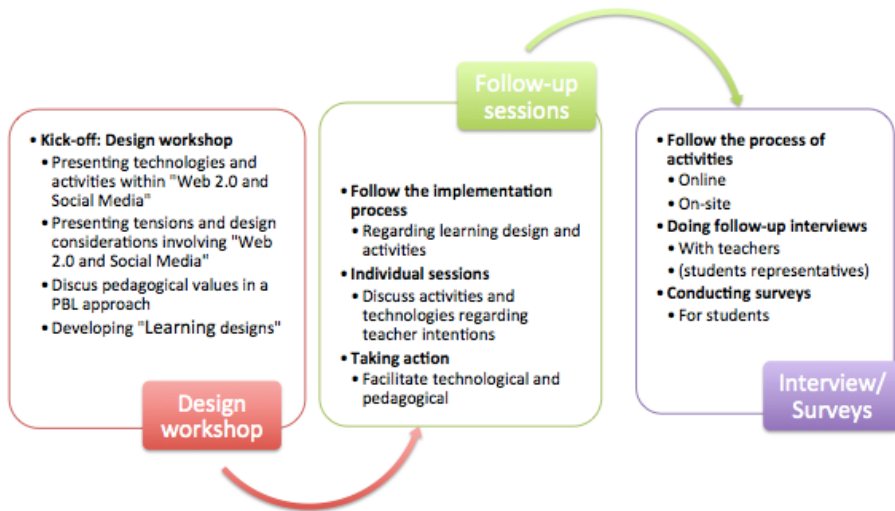 • Kick-off: Design workshop
• Presenting technologies and
activities within "Web 2.0 and
Social Media"
• Presenting tensions and design
considerations involving "Web
2.0 and Social Media"
• Discus pedagogical values in a
PBL approach
• Developing "Learning designs"
Design
workshop
Follow-up
sessions
• Follow the implementation
process
• Regarding learning design and
activities
• Individual sessions
• Discuss activities and
technologies regarding
teacher intentions
• Taking action
• Facilitate technological and
pedagogical
• Follow the process of
activities
• Online
• On-site
• Doing follow-up interviews
• With teachers
• (students representatives)
• Conducting surveys
• For students
Interview/
Surveys